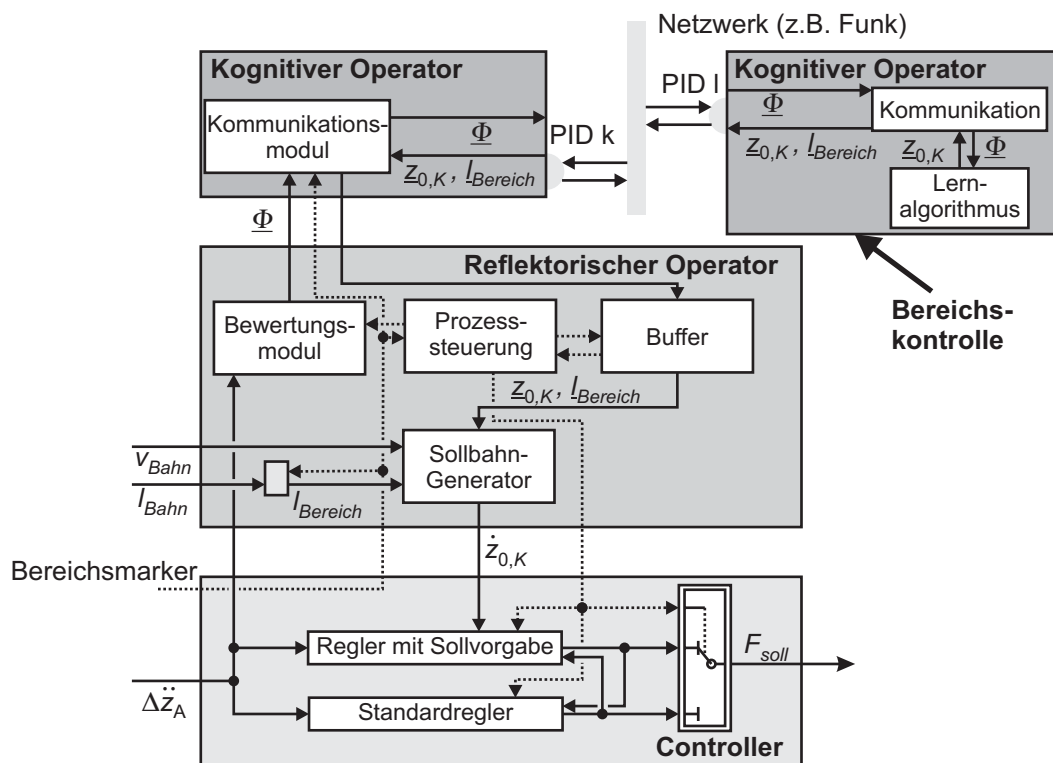 Netzwerk (z.B. Funk)
Kognitiver Operator
Kommunikations-
modul
Φ
z0,K, lBereich
PID k
PID l
Kognitiver Operator
Φ
z0,K, lBereich
Kommunikation
z0,K
Φ
Lern-
algorithmus
Bereichs-
kontrolle
Φ
Reflektorischer Operator
Bewertungs-
modul
Prozess-
steuerung
Buffer
z0,K, lBereich
Sollbahn-
Generator
vBahn
lBahn
lBereich
ż0,K
Bereichsmarker
Regler mit Sollvorgabe
Fsoll
Δz̈A
Standardregler
Controller